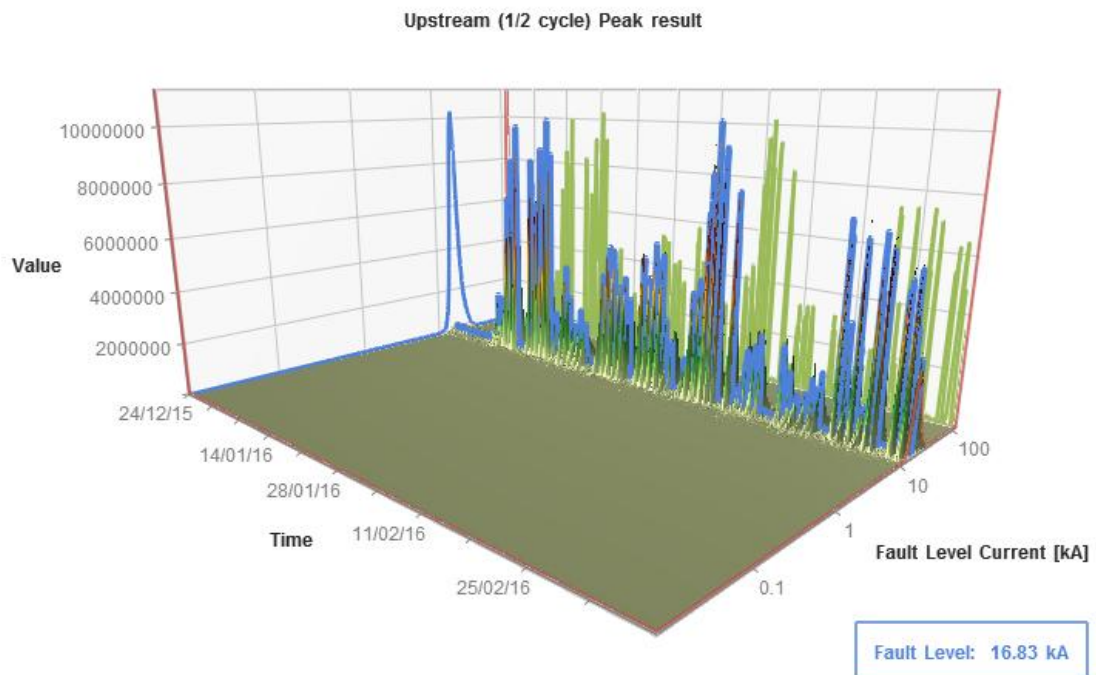 Upstream (1/2 cycle) Peak result
10000000
8000000
6000000
Value
4000000
2000000
24/12/15
14/01/16
28/01/16
Time
11/02/16
25/02/16
100
10
1
Fault Level Current [kA]
0.1
Fault Level: 16.83 kA